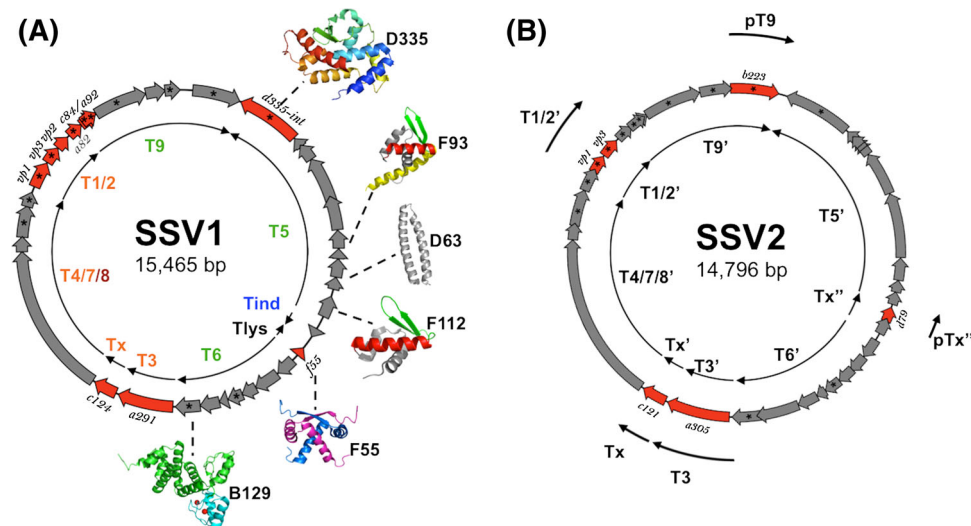 (A)
D335
d335-int
c84/a92
vp2
vp3
vp1
a82
T9
T1/2
F93
SSV1
15,465 bp
T5
D63
T4/7/8
Tind
Tlys
F112
Tx
T3
T6
f55
c124
a291
F55
B129
(B)
pT9
b223
T1/2'
vp3
vp1
T9'
T1/2'
T5'
SSV2
14,796 bp
T4/7/8'
Tx''
d79
pTx''
Tx'
T3'
T6'
c121
a305
Tx
T3